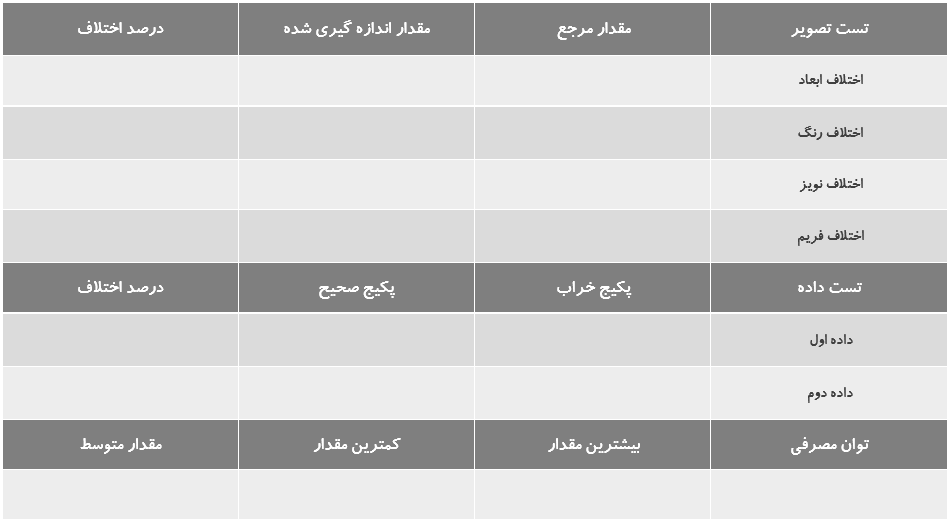 تست تصویر مقدار مرجع مقدار اندازه گیری شده درصد اختلاف
اختلاف ابعاد
اختلاف رنگ
اختلاف نویز
اختلاف فریم
تست داده پکیج خراب پکیج صحیح درصد اختلاف
داده اول
داده دوم
توان مصرفی بیشترین مقدار کمترین مقدار مقدار متوسط